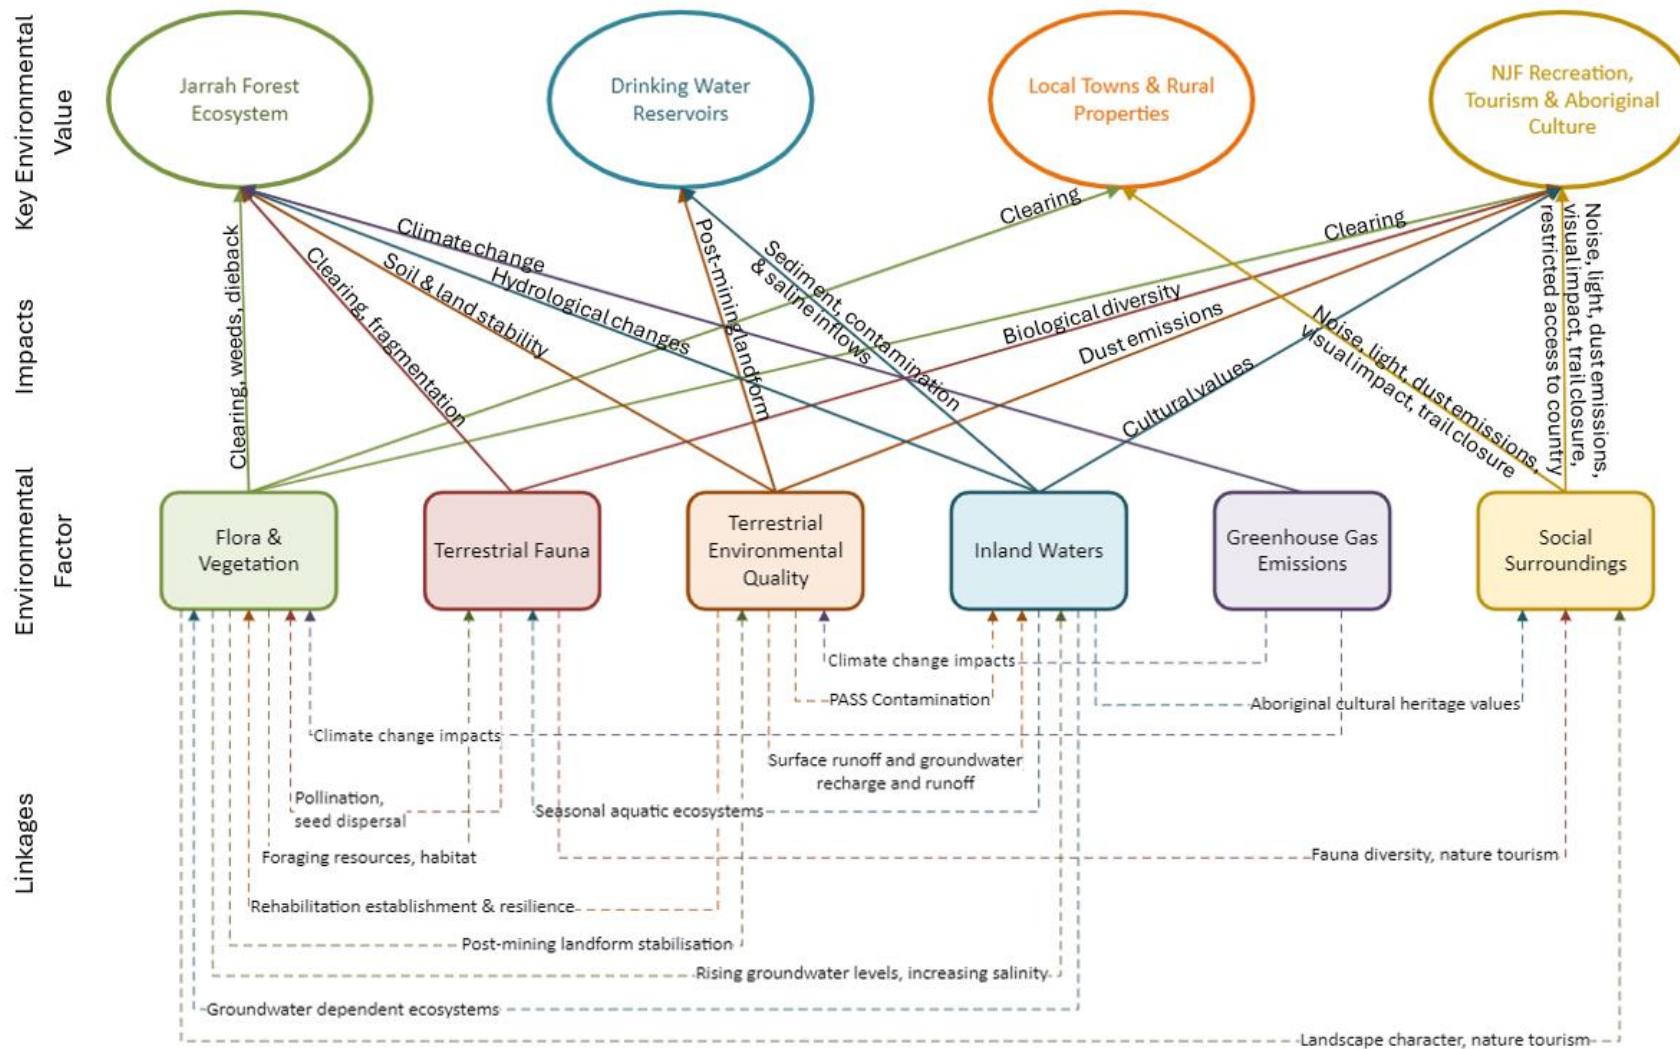 Key Environmental
Value
Jarrah Forest
Ecosystem
Drinking Water
Reservoirs
Local Towns & Rural
Properties
NJF Recreation,
Tourism & Aboriginal
Culture
Impacts
Clearing, weeds, dieback
Clearing, fragmentation
Soil & land stability
Climate change
Hydrological changes
Post-mining landform
Sediment, contamination
& saline inflows
Clearing
Clearing
Biological diversity
Dust emissions
Cultural values
Noise, light, dust emissions,
visual impact, trail closure
Noise, light, dust emissions,
visual impact, trail closure,
restricted access to country
Environmental
Factor
Flora &
Vegetation
Terrestrial Fauna
Terrestrial
Environmental
Quality
Inland Waters
Greenhouse Gas
Emissions
Social
Surroundings
Linkages
Climate change impacts
PASS Contamination
Aboriginal cultural heritage values
Climate change impacts
Surface runoff and groundwater
recharge and runoff
Pollination,
seed dispersal
Seasonal aquatic ecosystems
Foraging resources, habitat
Fauna diversity, nature tourism
Rehabilitation establishment & resilience
Post-mining landform stabilisation
Rising groundwater levels, increasing salinity
Groundwater dependent ecosystems
Landscape character, nature tourism